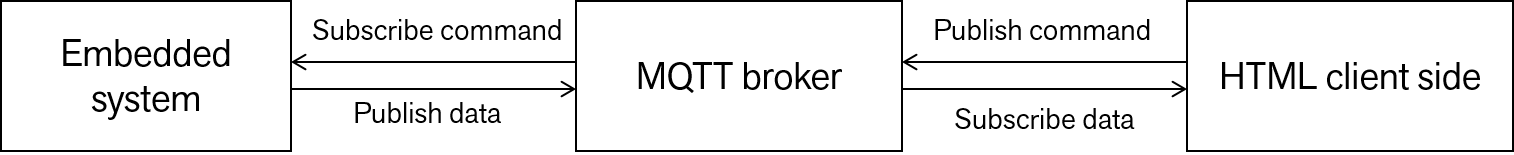 Embedded
system
Subscribe command
Publish data
MQTT broker
Publish command
Subscribe data
HTML client side